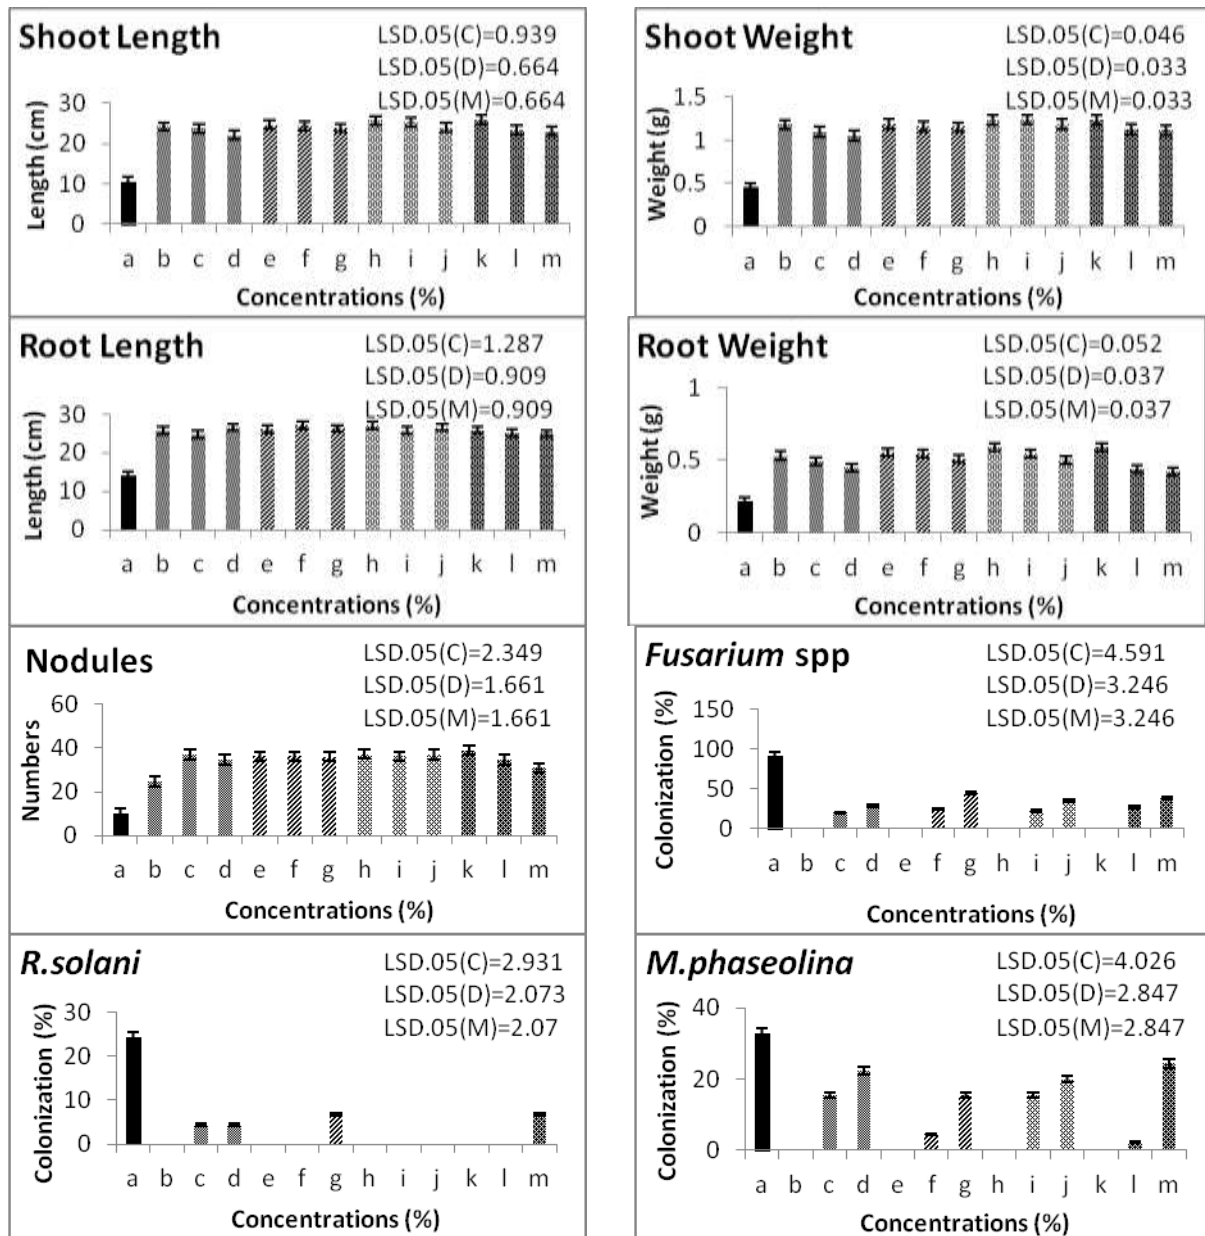 Shoot Length
LSD.05(C)=0.939
LSD.05(D)=0.664
LSD.05(M)=0.664
Length (cm)
30
20
10
0
a b c d e f g h i j k l m
Concentrations (%)
Shoot Weight
LSD.05(C)=0.046
LSD.05(D)=0.033
LSD.05(M)=0.033
Weight (g)
1.5
1
0.5
0
a b c d e f g h i j k l m
Concentrations (%)
Root Length
LSD.05(C)=1.287
LSD.05(D)=0.909
LSD.05(M)=0.909
Length (cm)
30
20
10
0
a b c d e f g h i j k l m
Concentrations (%)
Root Weight
LSD.05(C)=0.052
LSD.05(D)=0.037
LSD.05(M)=0.037
Weight (g)
1
0.5
0
a b c d e f g h i j k l m
Concentrations (%)
Nodules
LSD.05(C)=2.349
LSD.05(D)=1.661
LSD.05(M)=1.661
Numbers
60
40
20
0
a b c d e f g h i j k l m
Concentrations (%)
Fusarium spp
LSD.05(C)=4.591
LSD.05(D)=3.246
LSD.05(M)=3.246
Colonization (%)
150
100
50
0
a b c d e f g h i j k l m
Concentrations (%)
R.solani
LSD.05(C)=2.931
LSD.05(D)=2.073
LSD.05(M)=2.07
Colonization (%)
30
20
10
0
a b c d e f g h i j k l m
Concentrations (%)
M.phaseolina
LSD.05(C)=4.026
LSD.05(D)=2.847
LSD.05(M)=2.847
Colonization (%)
40
20
0
a b c d e f g h i j k l m
Concentrations (%)